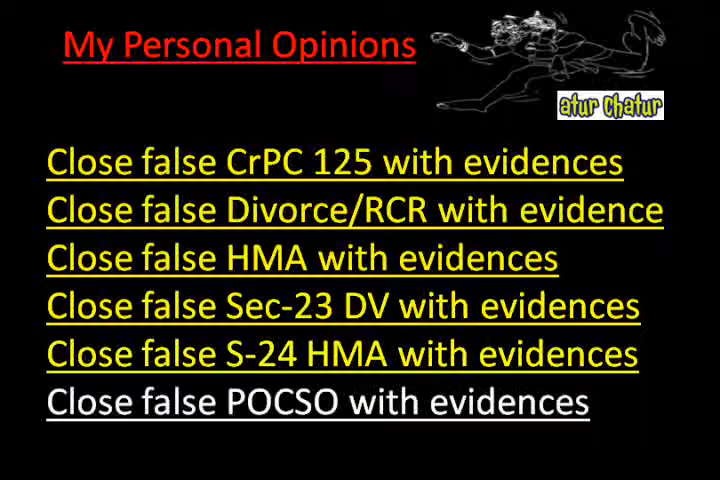 My Personal Opinions
atur Chatur
Close false CrPC 125 with evidences
Close false Divorce/RCR with evidence
Close false HMA with evidences
Close false Sec-23 DV with evidences
Close false S-24 HMA with evidences
Close false POCSO with evidences